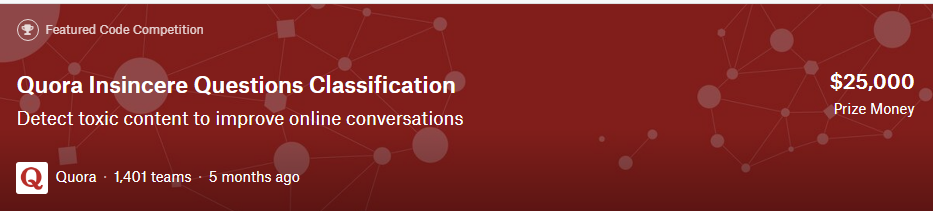 Featured Code Competition
Quora Insincere Questions Classification
$25,000
Detect toxic content to improve online conversations
Prize Money
Q Quora · 1,401 teams · 5 months ago